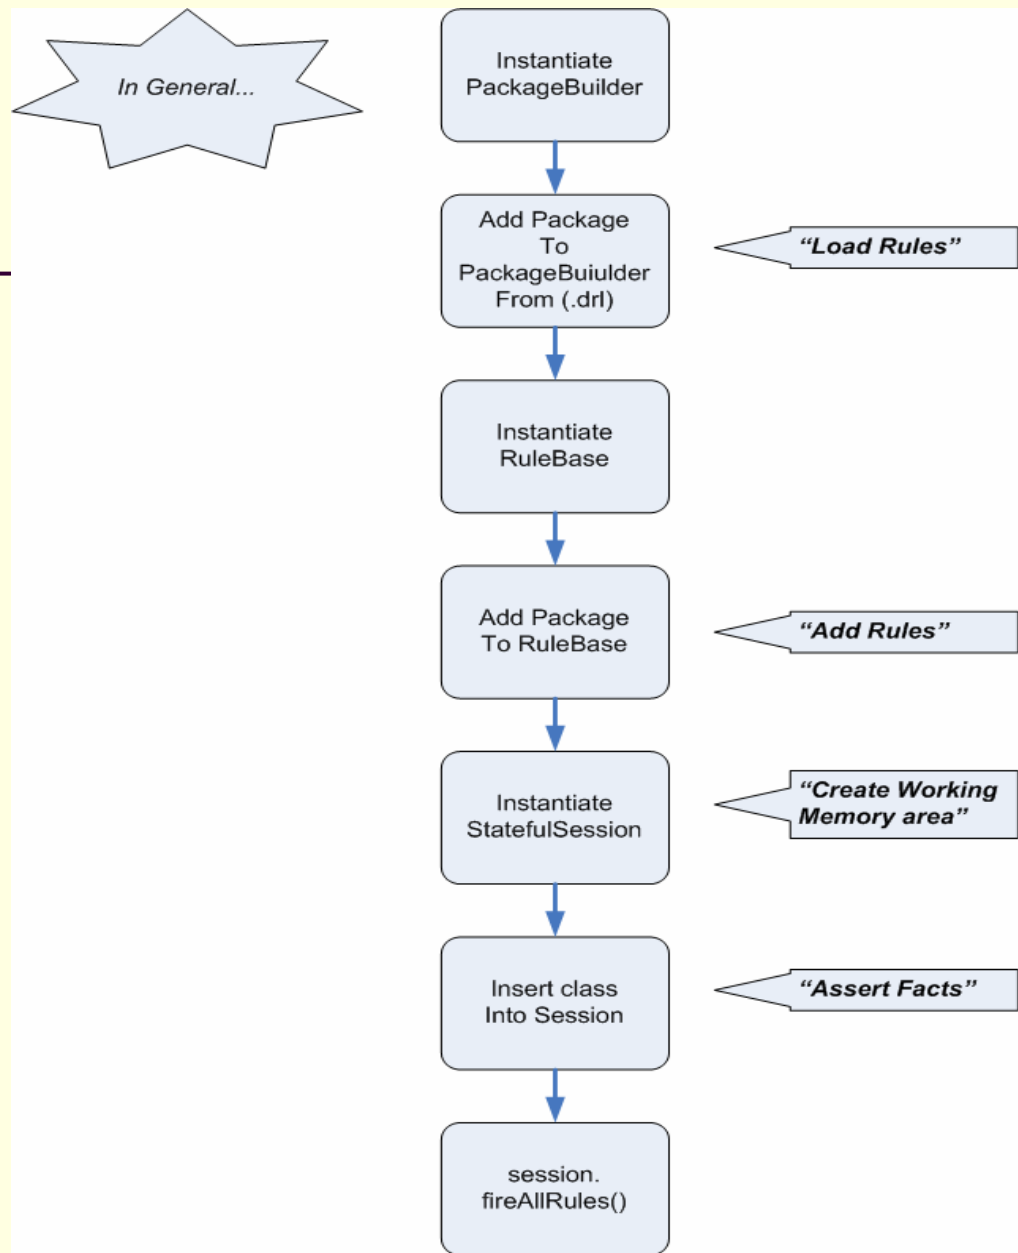 In General...
Instantiate
PackageBuilder
Add Package
To
PackageBuiulder
From (.drl)
“Load Rules”
Instantiate
RuleBase
Add Package
To RuleBase
“Add Rules”
Instantiate
StatefulSession
“Create Working
Memory area”
Insert class
Into Session
“Assert Facts”
session.
fireAllRules()